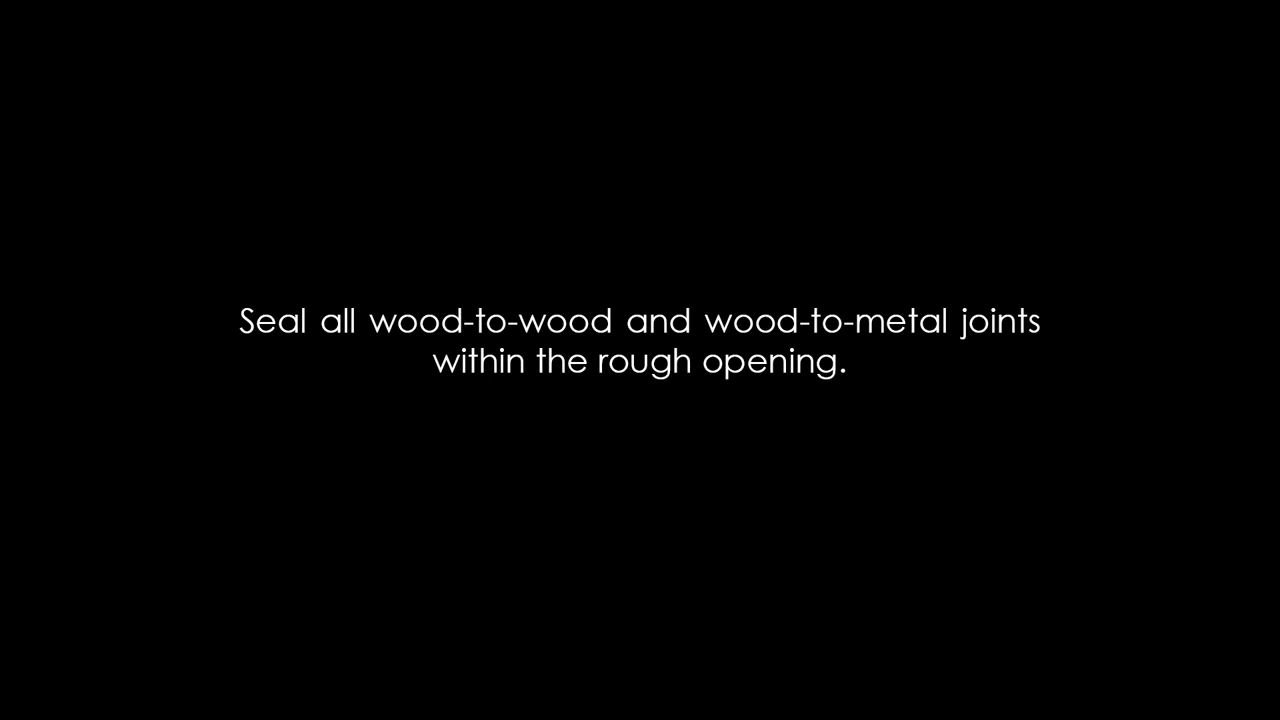 Seal all wood-to-wood and wood-to-metal joints
within the rough opening.